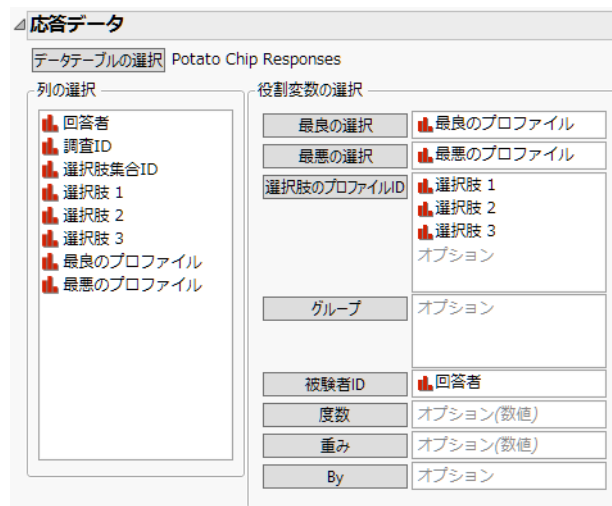 応答データ
データテーブルの選択 Potato Chip Responses
列の選択
回答者
調査ID
選択肢集合ID
選択肢 1
選択肢 2
選択肢 3
最良のプロファイル
最悪のプロファイル
役割変数の選択
最良の選択 最良のプロファイル
最悪の選択 最悪のプロファイル
選択肢のプロファイルID 選択肢 1
選択肢 2
選択肢 3
オプション
グループ オプション
被験者ID 回答者
度数 オプション(数値)
重み オプション(数値)
By オプション